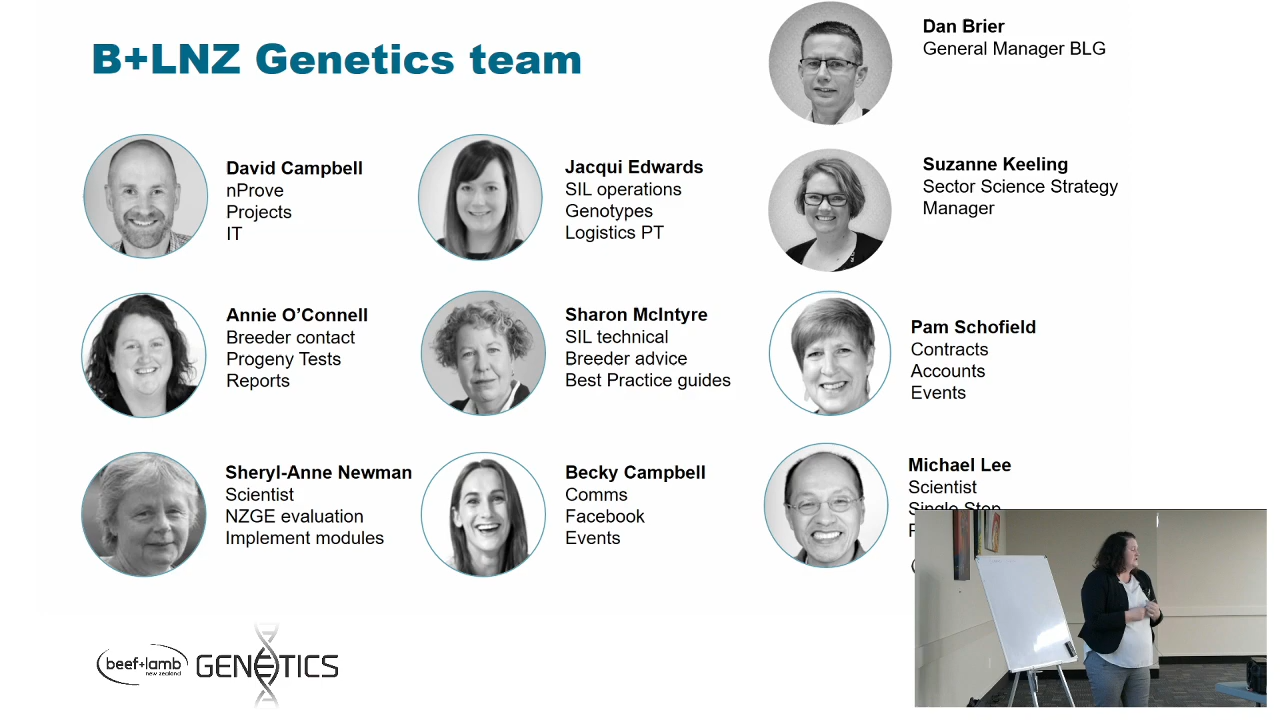 B+LNZ Genetics team
Dan Brier
General Manager BLG
David Campbell
nProve
Projects
IT
Jacqui Edwards
SIL operations
Genotypes
Logistics PT
Suzanne Keeling
Sector Science Strategy
Manager
Annie O’Connell
Breeder contact
Progeny Tests
Reports
Sharon McIntyre
SIL technical
Breeder advice
Best Practice guides
Pam Schofield
Contracts
Accounts
Events
Sheryl-Anne Newman
Scientist
NZGE evaluation
Implement modules
Becky Campbell
Comms
Facebook
Events
Michael Lee
Scientist
Single Step
beef+lamb
new zealand
GENETICS